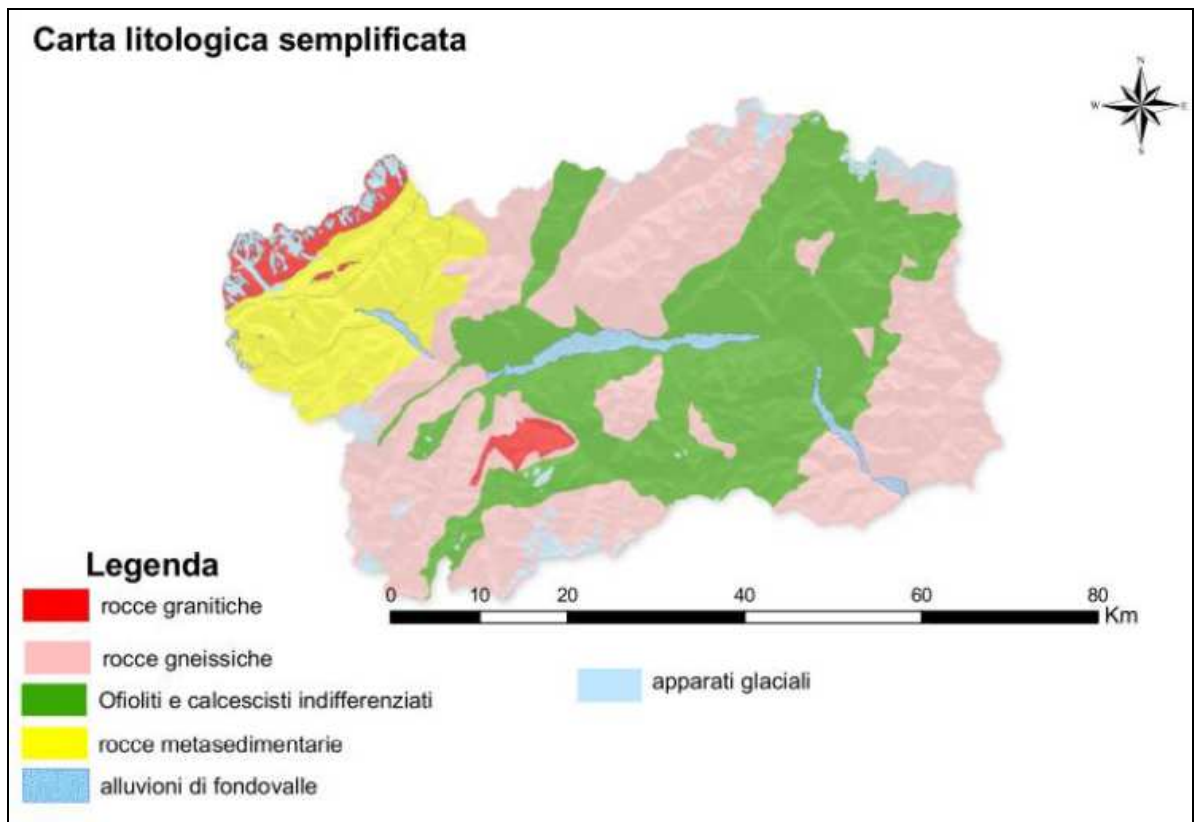 Carta litologica semplificata
N
W
E
S
Legenda
rocce granitiche
rocce gneissiche
Ofioliti e calcescisti indifferenziati
rocce metasedimentarie
alluvioni di fondovalle
0 10 20 40 60 80
Km
apparati glaciali